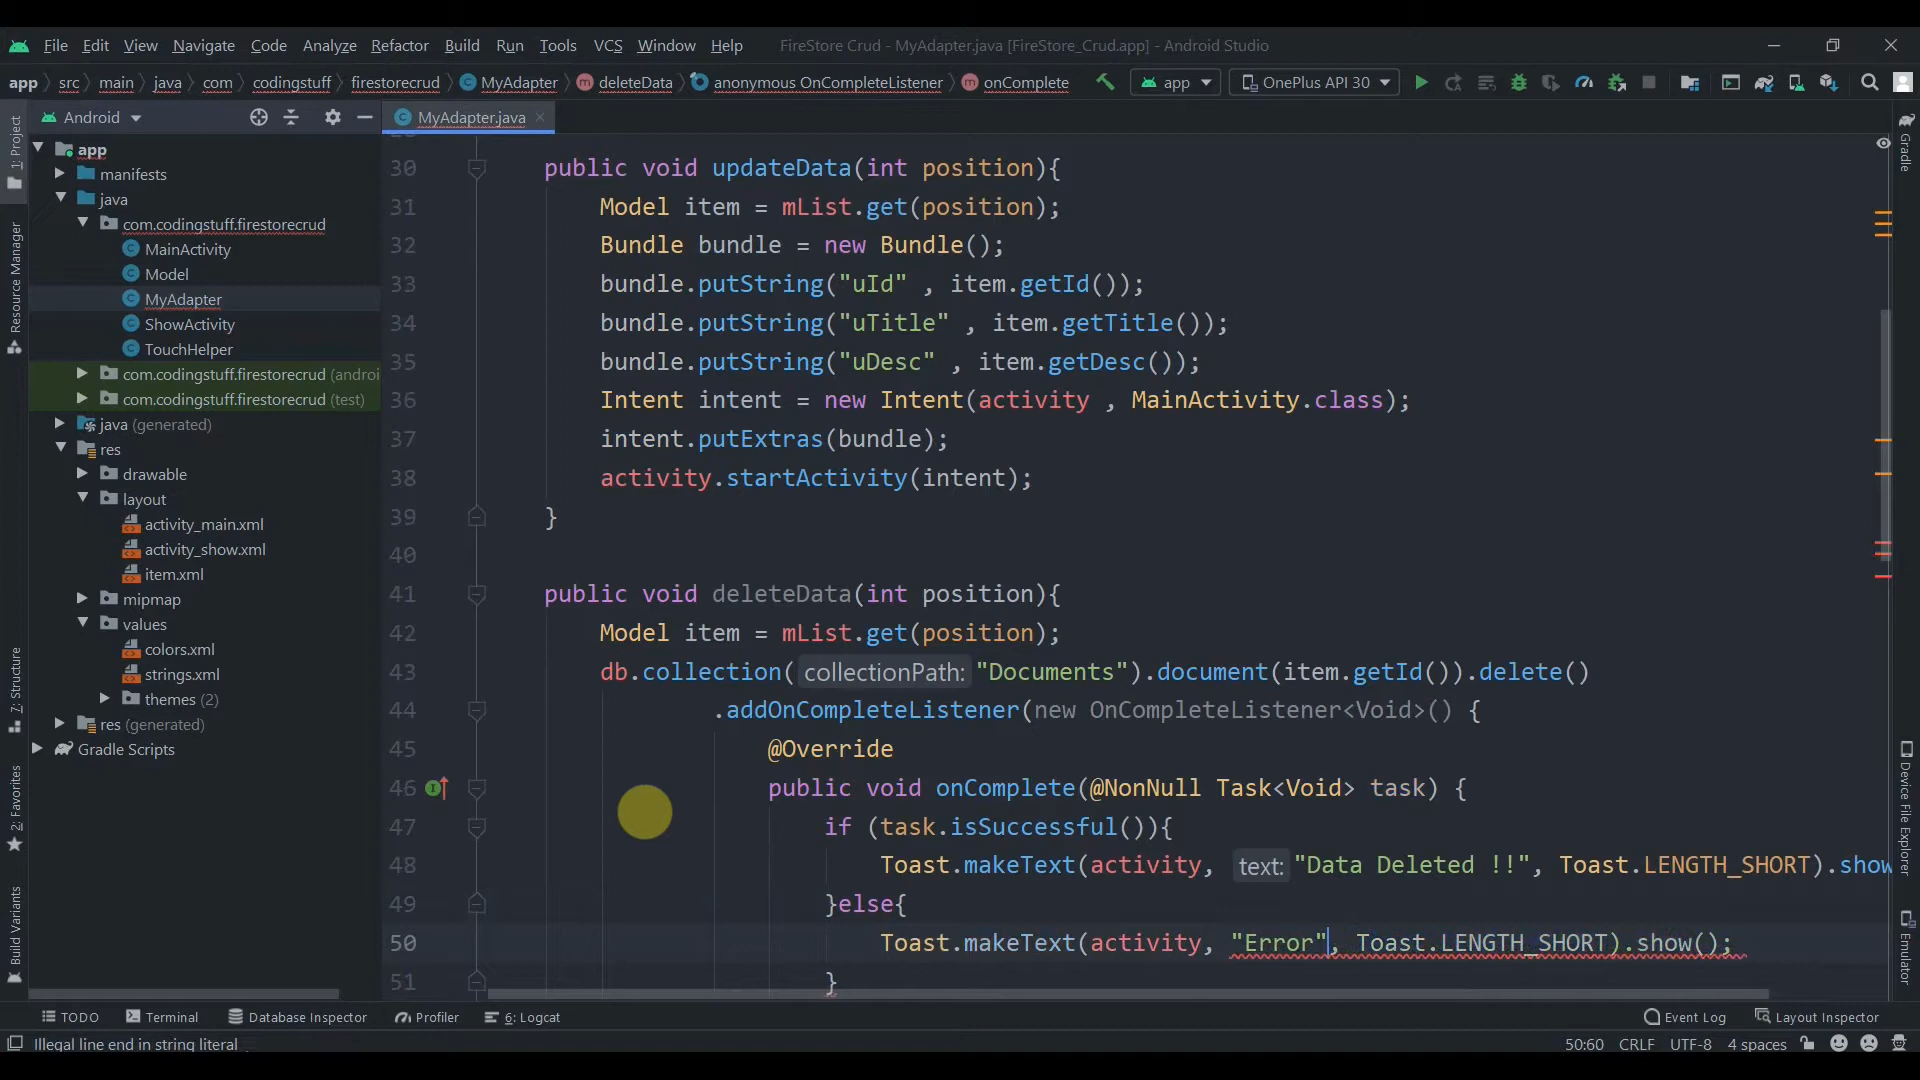 File Edit View Navigate Code Analyze Refactor Build Run Tools VCS Window Help FireStore Crud - MyAdapter.java [FireStore_Crud.app] - Android Studio
app src main java com codingstuff firestorecrud MyAdapter deleteData anonymous OnCompleteListener onComplete app OnePlus API 30
Android
MyAdapter.java
1: Project
Resource Manager
7: Structure
2: Favorites
Build Variants
app
manifests
java
com.codingstuff.firestorecrud
MainActivity
Model
MyAdapter
ShowActivity
TouchHelper
com.codingstuff.firestorecrud (androi
com.codingstuff.firestorecrud (test)
java (generated)
res
drawable
layout
activity_main.xml
activity_show.xml
item.xml
mipmap
values
colors.xml
strings.xml
themes (2)
res (generated)
Gradle Scripts
30 public void updateData(int position){
31 Model item = mList.get(position);
32 Bundle bundle = new Bundle();
33 bundle.putString("uId" , item.getId());
34 bundle.putString("uTitle" , item.getTitle());
35 bundle.putString("uDesc" , item.getDesc());
36 Intent intent = new Intent(activity , MainActivity.class);
37 intent.putExtras(bundle);
38 activity.startActivity(intent);
39 }
40
41 public void deleteData(int position){
42 Model item = mList.get(position);
43 db.collection( collectionPath: "Documents").document(item.getId()).delete()
44 .addOnCompleteListener(new OnCompleteListener<Void>() {
45 @Override
46 public void onComplete(@NonNull Task<Void> task) {
47 if (task.isSuccessful()){
48 Toast.makeText(activity, text: "Data Deleted !!", Toast.LENGTH_SHORT).show
49 }else{
50 Toast.makeText(activity, "Error", Toast.LENGTH_SHORT).show();
51 }
Gradle
Device File Explorer
Emulator
TODO Terminal Database Inspector Profiler 6: Logcat Event Log Layout Inspector
Illegal line end in string literal 50:60 CRLF UTF-8 4 spaces